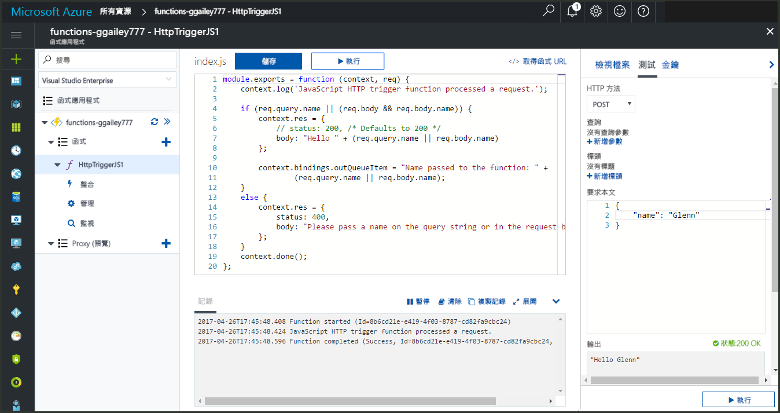 Microsoft Azure 所有資源 > functions-ggailey777 - HttpTriggerJS1
1
functions-ggailey777 - HttpTriggerJS1
函式應用程式
搜尋
Visual Studio Enterprise
函式應用程式
functions-ggailey777
函式
HttpTriggerJS1
整合
管理
監視
Proxy (預覽)
index.js 儲存 執行 </> 取得函式 URL
1 module.exports = function (context, req) {
2 context.log('JavaScript HTTP trigger function processed a request.');
3
4 if (req.query.name || (req.body && req.body.name)) {
5 context.res = {
6 // status: 200, /* Defaults to 200 */
7 body: "Hello " + (req.query.name || req.body.name)
8 };
9
10 context.bindings.outQueueItem = "Name passed to the function: " +
11 (req.query.name || req.body.name);
12 }
13 else {
14 context.res = {
15 status: 400,
16 body: "Please pass a name on the query string or in the request b
17 };
18 }
19 context.done();
20 };
記錄 暫停 清除 複製記錄 展開
2017-04-26T17:45:48.408 Function started (Id=8b6cd21e-e419-4f03-8787-cd82fa9cbc24)
2017-04-26T17:45:48.424 JavaScript HTTP trigger function processed a request.
2017-04-26T17:45:48.596 Function completed (Success, Id=8b6cd21e-e419-4f03-8787-cd82fa9cbc24,
檢視檔案 測試 金鑰
HTTP 方法
POST
查詢
沒有查詢參數
+新增參數
標頭
沒有標題
+新增標頭
要求本文
1 {
2 "name": "Glenn"
3 }
輸出 狀態:200 OK
"Hello Glenn"
執行